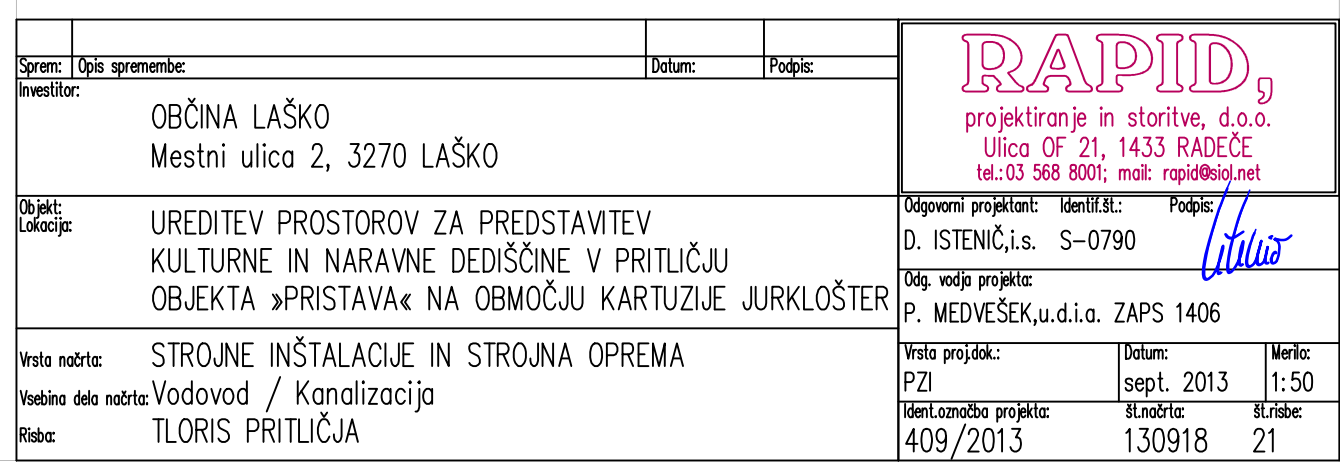 Sprem: Opis spremembe: Datum: Podpis:
Investitor:
OBČINA LAŠKO
Mestni ulica 2, 3270 LAŠKO
Objekt:
Lokacija:
UREDITEV PROSTOROV ZA PREDSTAVITEV
KULTURNE IN NARAVNE DEDIŠČINE V PRITLIČJU
OBJEKTA »PRISTAVA« NA OBMOČJU KARTUZIJE JURKLOŠTER
Vrsta načrta: STROJNE INŠTALACIJE IN STROJNA OPREMA
Vsebina dela načrta: Vodovod / Kanalizacija
Risba: TLORIS PRITLIČJA
RAPID,
projektiranje in storitve, d.o.o.
Ulica OF 21, 1433 RADEČE
tel.: 03 568 8001; mail: rapid@siol.net
Odgovorni projektant: Identif.št.: Podpis:
D. ISTENIČ,i.s. S-0790
Odg. vodja projekta:
P. MEDVEŠEK,u.d.i.a. ZAPS 1406
Vrsta proj.dok.: Datum: Merilo:
PZI sept. 2013 1:50
Ident.označba projekta: št.načrta: št.risbe:
409/2013 130918 21